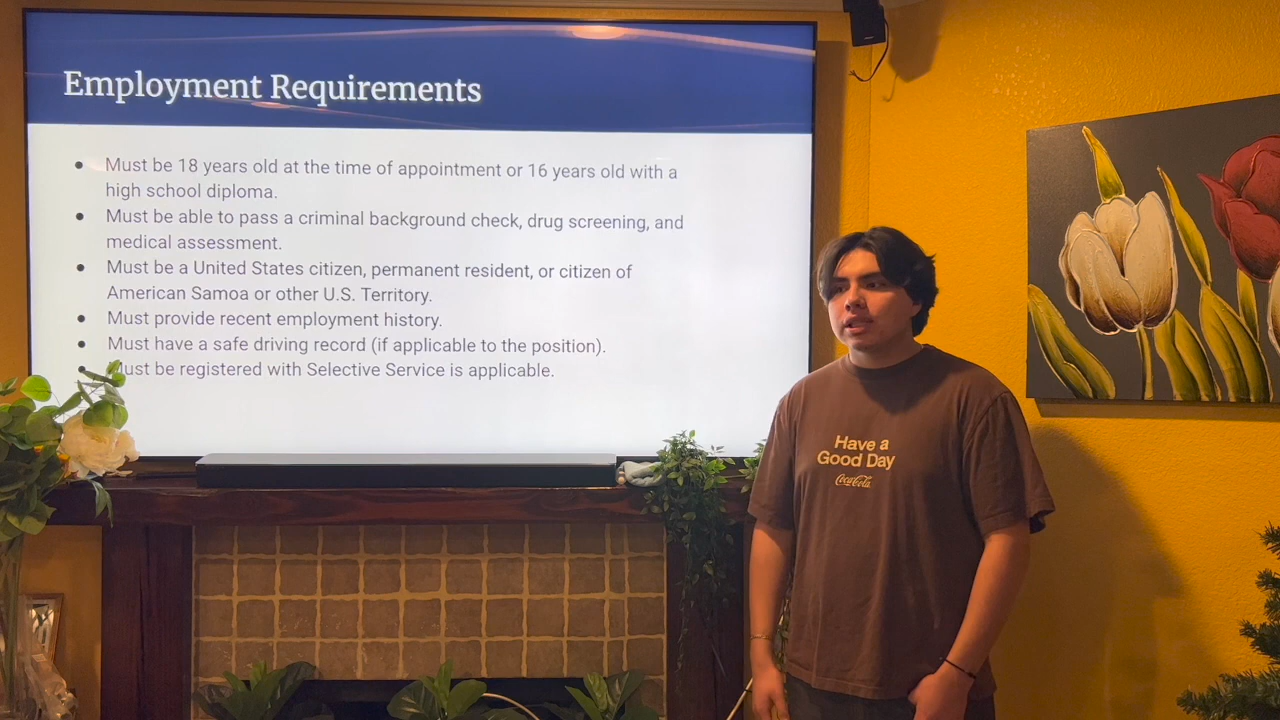 Employment Requirements
● Must be 18 years old at the time of appointment or 16 years old with a
high school diploma.
● Must be able to pass a criminal background check, drug screening, and
medical assessment.
● Must be a United States citizen, permanent resident, or citizen of
American Samoa or other U.S. Territory.
● Must provide recent employment history.
● Must have a safe driving record (if applicable to the position).
● Must be registered with Selective Service is applicable.
Have a
Good Day
Coca-Cola